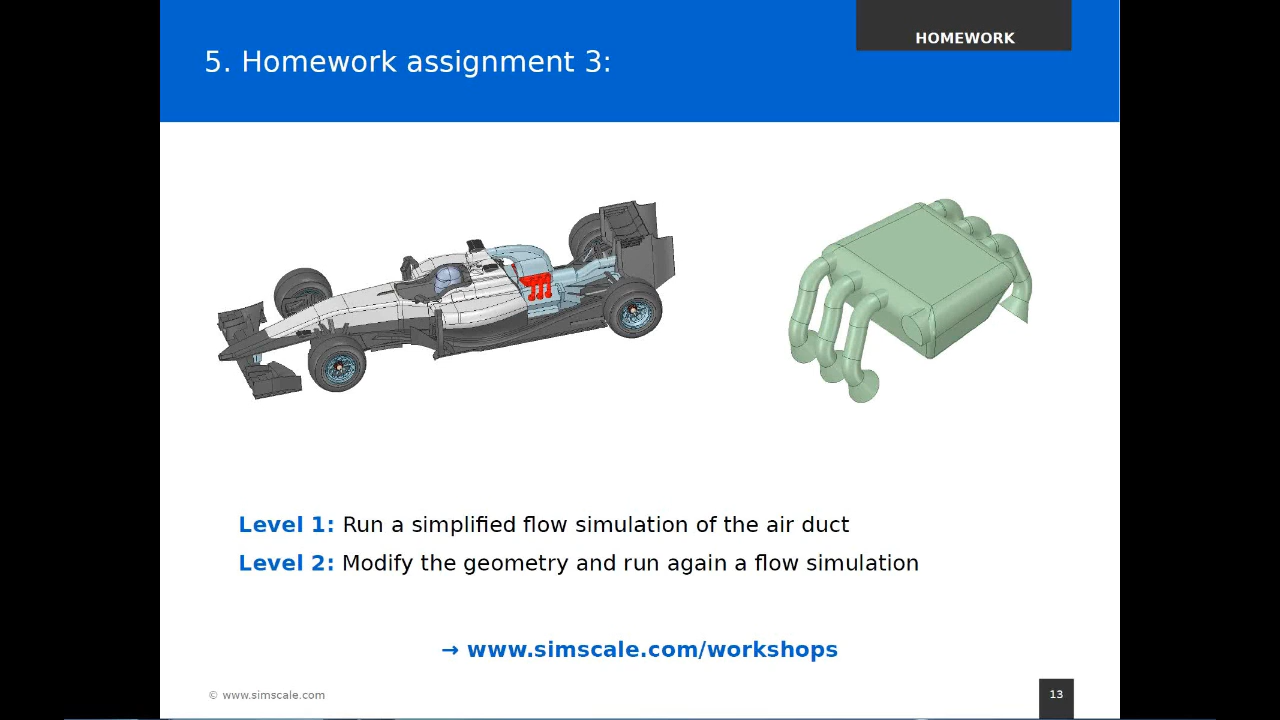 HOMEWORK
5. Homework assignment 3:
Level 1: Run a simplified flow simulation of the air duct
Level 2: Modify the geometry and run again a flow simulation
→ www.simscale.com/workshops
© www.simscale.com
13